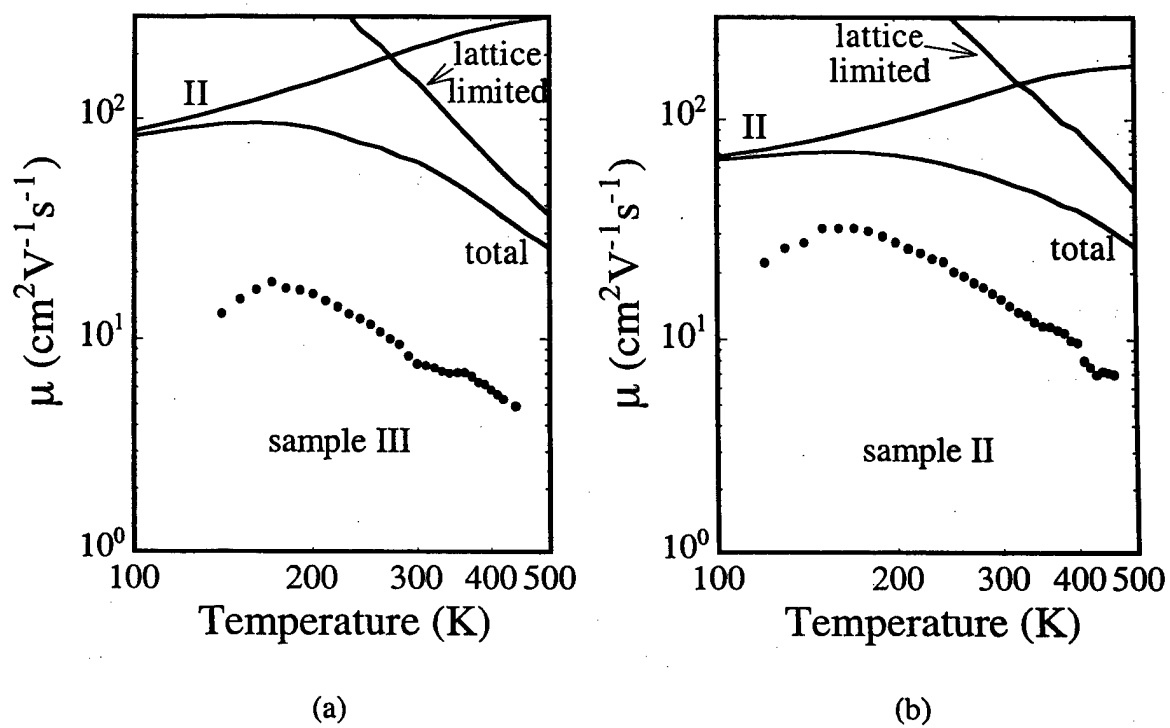 lattice
limited
II
total
sample III
10²
10¹
10⁰
100
200
300
400
500
μ (cm²V⁻¹s⁻¹)
Temperature (K)
(a)
lattice
limited
II
total
sample II
10²
10¹
10⁰
100
200
300
400
500
μ (cm²V⁻¹s⁻¹)
Temperature (K)
(b)